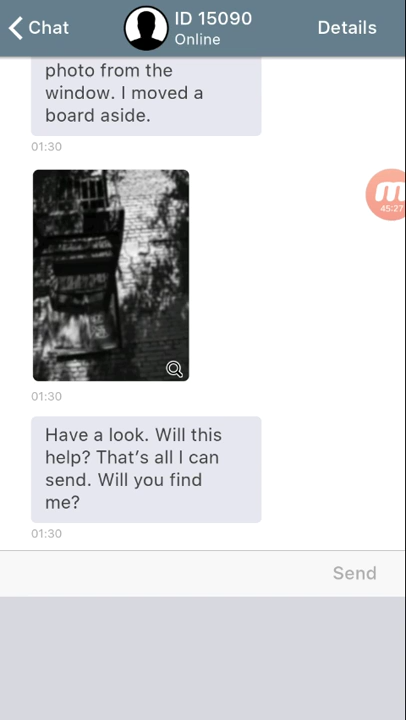 Chat
ID 15090
Online
Details
photo from the
window. I moved a
board aside.
01:30
45:27
01:30
Have a look. Will this
help? That's all I can
send. Will you find
me?
01:30
Send